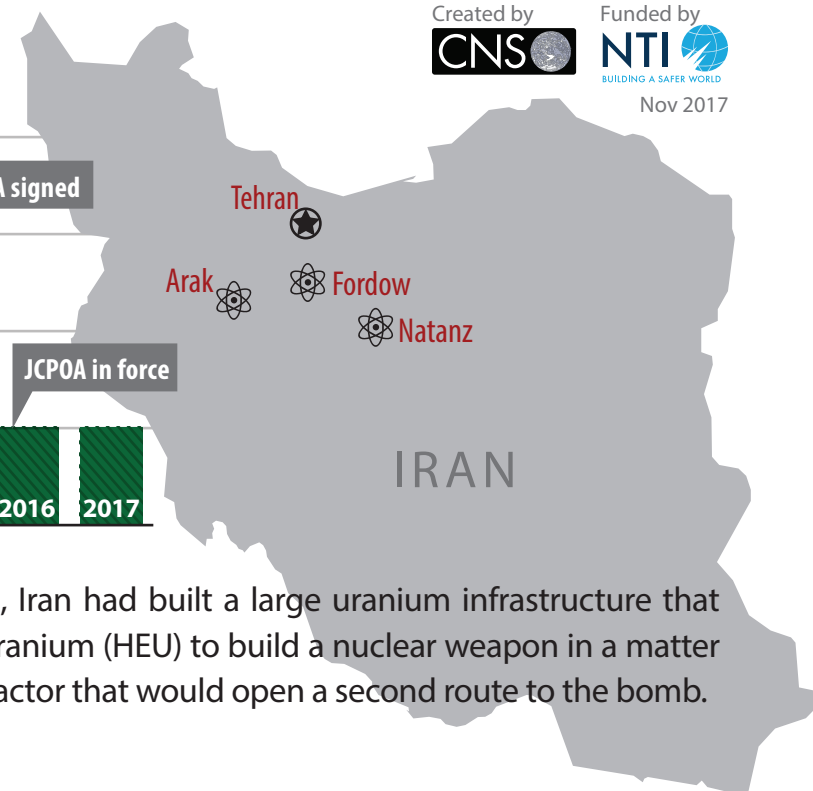 Created by
Funded by
CNS
NTI
BUILDING A SAFER WORLD
Nov 2017
A signed
Tehran
Arak
Fordow
Natanz
JCPOA in force
IRAN
2016
2017
, Iran had built a large uranium infrastructure that
ranium (HEU) to build a nuclear weapon in a matter
actor that would open a second route to the bomb.